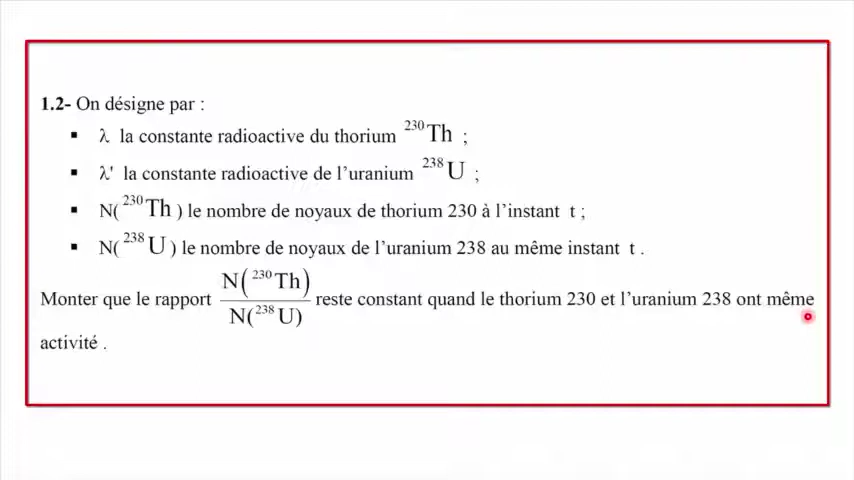 1.2- On désigne par :
▪ λ la constante radioactive du thorium ²³⁰Th ;
▪ λ' la constante radioactive de l’uranium ²³⁸U ;
▪ N(²³⁰Th) le nombre de noyaux de thorium 230 à l’instant t ;
▪ N(²³⁸U) le nombre de noyaux de l’uranium 238 au même instant t .
Monter que le rapport N(²³⁰Th)/N(²³⁸U) reste constant quand le thorium 230 et l’uranium 238 ont même
activité .